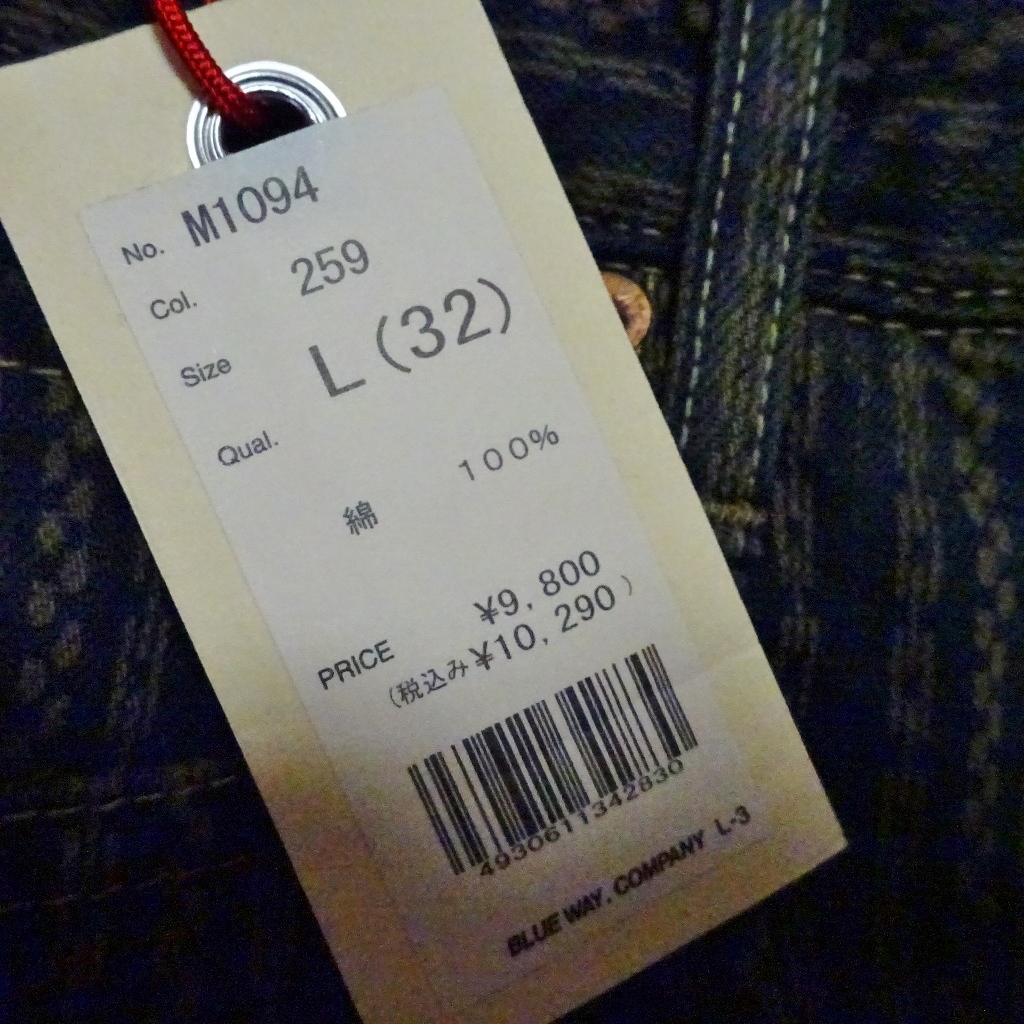 No. M1094
Col. 259
Size L(32)
Qual.
綿 100%
PRICE ¥9,800
(税込み¥10,290)
4930611342830
BLUE WAY. COMPANY L-3